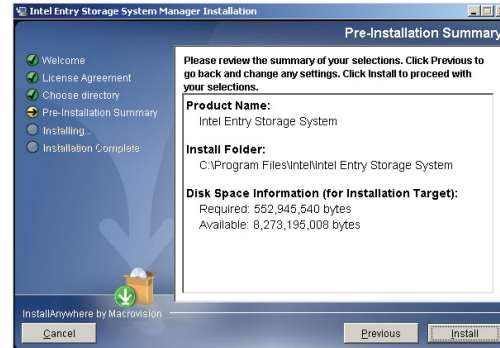 Intel Entry Storage System Manager Installation
Pre-Installation Summary
Welcome
License Agreement
Choose directory
Pre-Installation Summary
Installing...
Installation Complete
Please review the summary of your selections. Click Previous to
go back and change any settings. Click Install to proceed with
your selections.
Product Name:
Intel Entry Storage System
Install Folder:
C:\Program Files\Intel\Intel Entry Storage System
Disk Space Information (for Installation Target):
Required: 552,945,540 bytes
Available: 8,273,195,008 bytes
InstallAnywhere by Macrovision
Cancel
Previous
Install